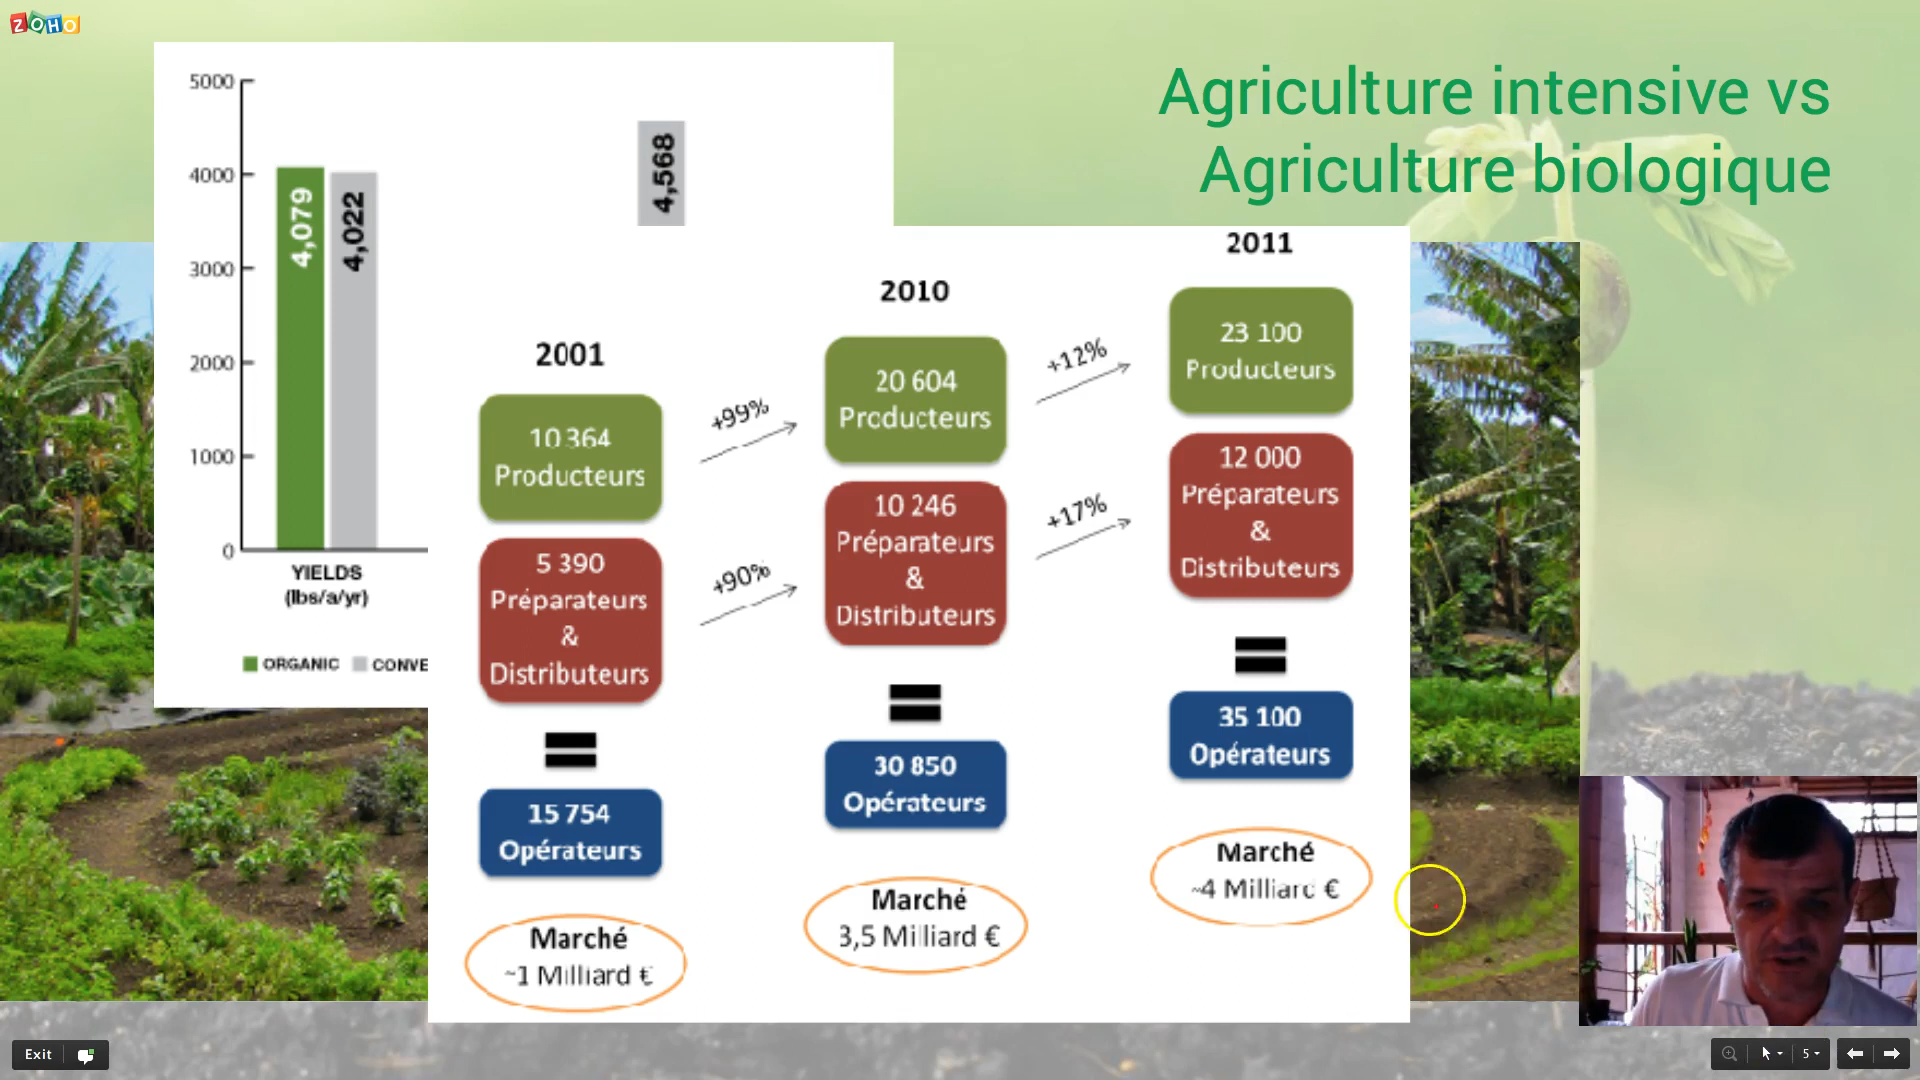 ZOHO
Agriculture intensive vs
Agriculture biologique
5000
4000
3000
2000
1000
0
4,079
4,022
4,568
YIELDS
(lbs/a/yr)
ORGANIC
CONVE
2001
10 364
Producteurs
5 390
Préparateurs
&
Distributeurs
=
15 754
Opérateurs
Marché
~1 Milliard €
+99%
+90%
2010
20 604
Producteurs
10 246
Préparateurs
&
Distributeurs
=
30 850
Opérateurs
Marché
3,5 Milliard €
+12%
+17%
2011
23 100
Producteurs
12 000
Préparateurs
&
Distributeurs
=
35 100
Opérateurs
Marché
~4 Milliard €
Exit
5